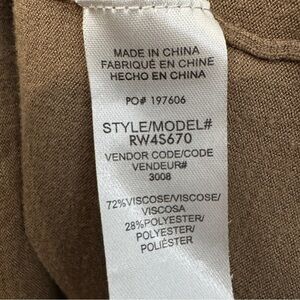 MADE IN CHINA
FABRIQUÉ EN CHINE
HECHO EN CHINA
PO# 197606
STYLE/MODEL#
RW4S670
VENDOR CODE/CODE
VENDEUR#
3008
72%VISCOSE/VISCOSE/
VISCOSA
28%POLYESTER/
POLYESTER/
POLIÉSTER